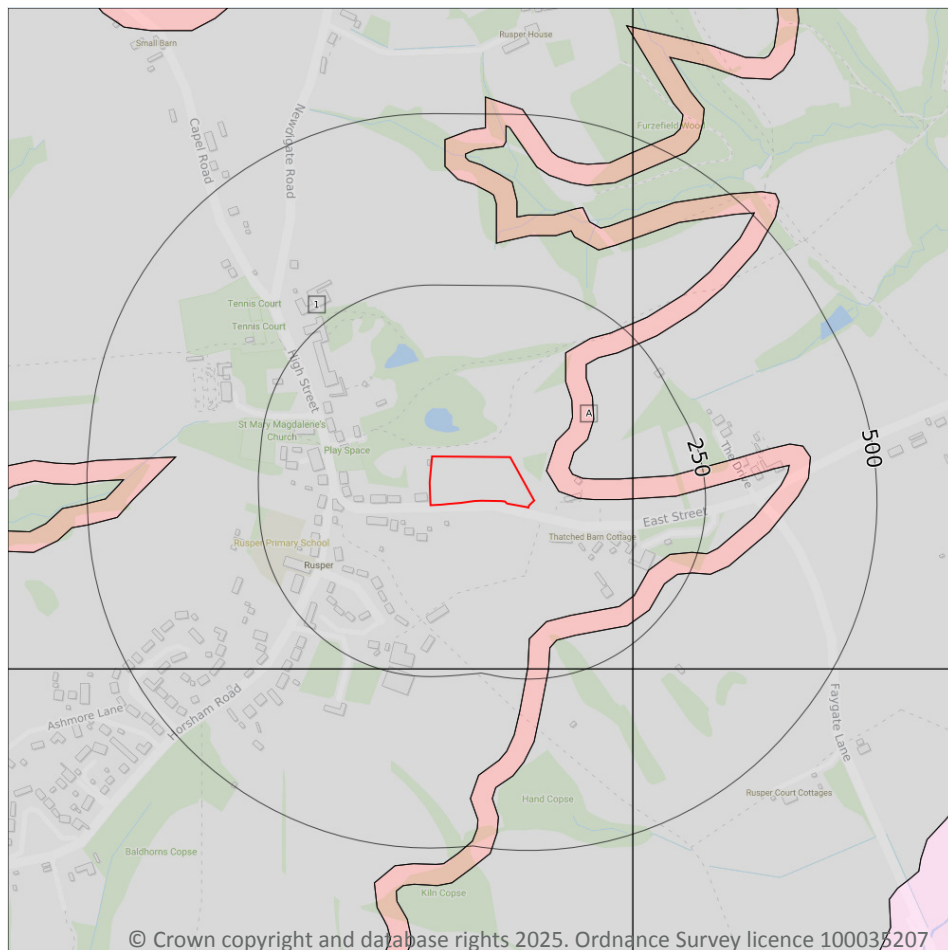 Small Barn
Rusper House
Newdigate Road
Capel Road
Furzefield Wood
Tennis Court
1
Tennis Court
High Street
A
St Mary Magdalene's
Church
Play Space
The Drive
250
500
East Street
Thatched Barn Cottage
Rusper Primary School
Rusper
Ashmore Lane
Horsham Road
Faygate Lane
Hand Copse
Rusper Court Cottages
Baldhorns Copse
Kiln Copse
© Crown copyright and database rights 2025. Ordnance Survey licence 100035207